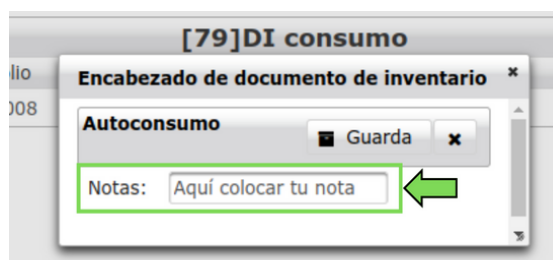 [79]DI consumo
lio
Encabezado de documento de inventario ×
008
Autoconsumo
Guarda ×
Notas: Aquí colocar tu nota